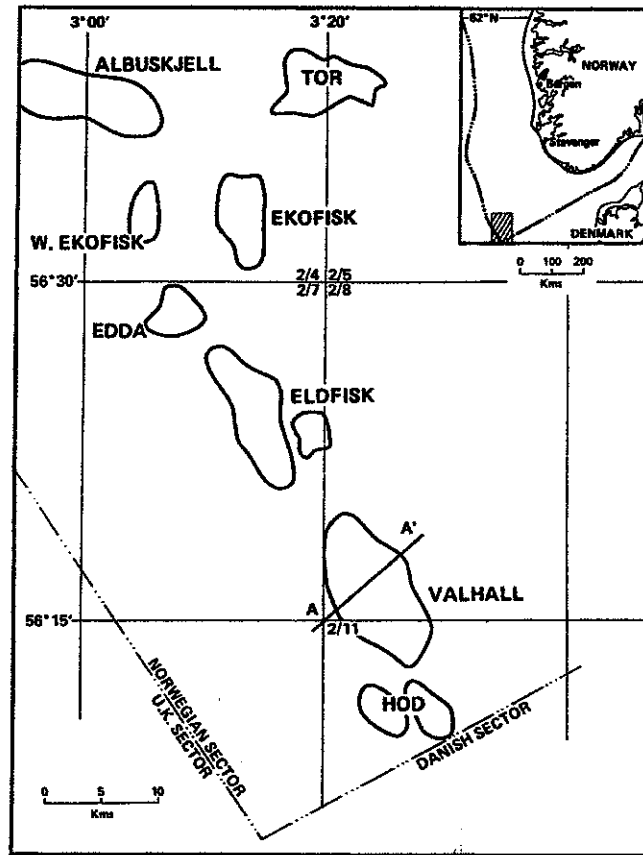 3°00'
3°20'
ALBUSKJELL
TOR
W. EKOFISK
EKOFISK
56°30'
2/4 2/5
2/7 2/8
EDDA
ELDFISK
A'
A
VALHALL
56°15'
2/11
HOD
NORWEGIAN SECTOR
U.K. SECTOR
DANISH SECTOR
0 5 10
Kms
62°N
NORWAY
Bergen
Stavanger
DENMARK
0 100 200
Kms